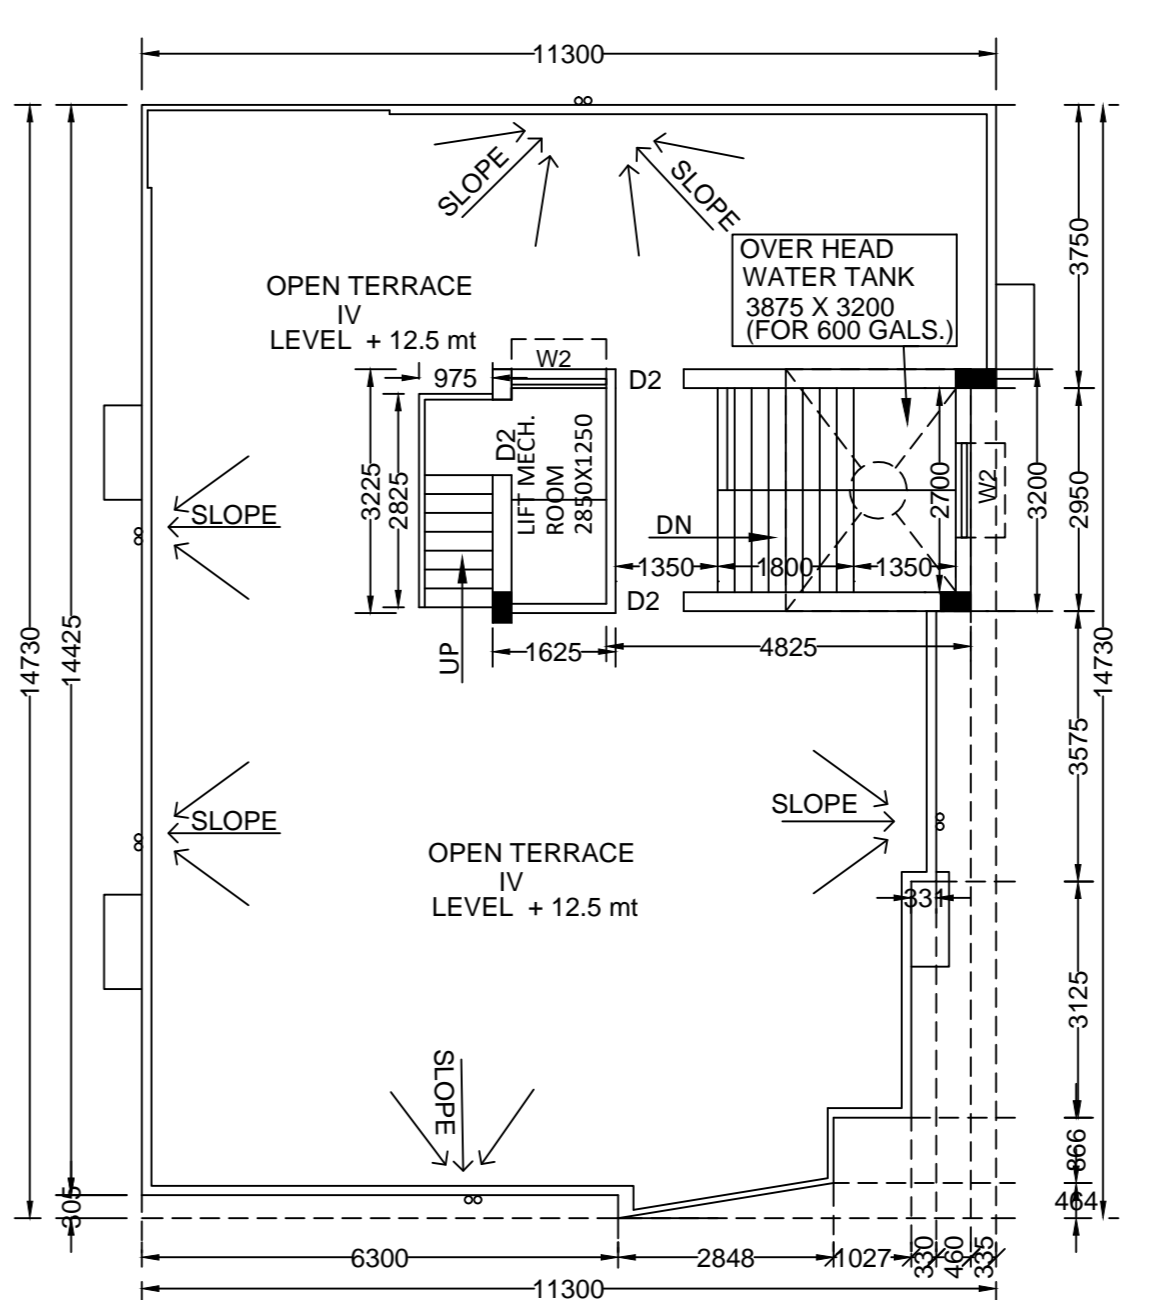 11300
SLOPE
SLOPE
3750
OVER HEAD
WATER TANK
3875 X 3200
(FOR 600 GALS.)
OPEN TERRACE
IV
LEVEL + 12.5 mt
W2
975
D2
3225
2825
D2
LIFT MECH.
ROOM
2850X1250
2700
W2
3200
2950
SLOPE
DN
1350
1800
1350
D2
UP
1625
4825
14730
14425
14730
3575
SLOPE
SLOPE
OPEN TERRACE
IV
LEVEL + 12.5 mt
331
3125
SLOPE
866
464
305
6300
2848
1027
330
460
335
11300